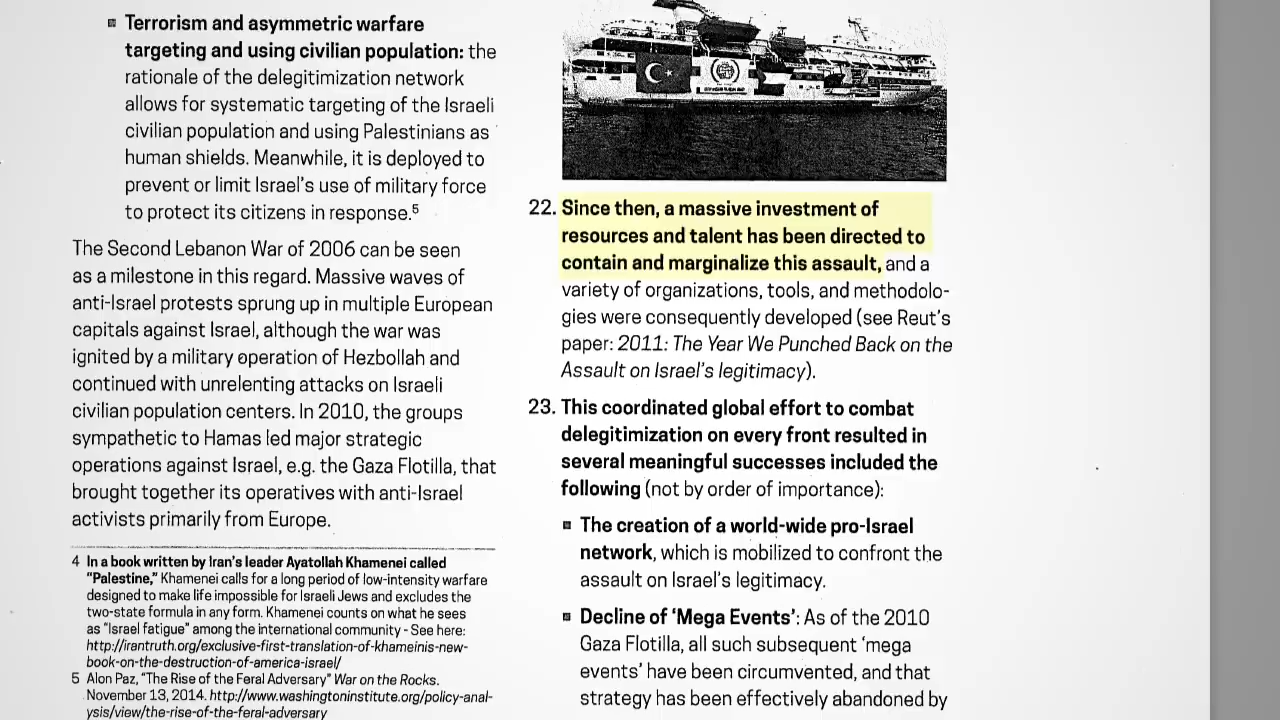 Terrorism and asymmetric warfare
targeting and using civilian population: the
rationale of the delegitimization network
allows for systematic targeting of the Israeli
civilian population and using Palestinians as
human shields. Meanwhile, it is deployed to
prevent or limit Israel's use of military force
to protect its citizens in response.5
The Second Lebanon War of 2006 can be seen
as a milestone in this regard. Massive waves of
anti-Israel protests sprung up in multiple European
capitals against Israel, although the war was
ignited by a military operation of Hezbollah and
continued with unrelenting attacks on Israeli
civilian population centers. In 2010, the groups
sympathetic to Hamas led major strategic
operations against Israel, e.g. the Gaza Flotilla, that
brought together its operatives with anti-Israel
activists primarily from Europe.
4 In a book written by Iran's leader Ayatollah Khamenei called
"Palestine," Khamenei calls for a long period of low-intensity warfare
designed to make life impossible for Israeli Jews and excludes the
two-state formula in any form. Khamenei counts on what he sees
as "Israel fatigue" among the international community - See here:
http://irantruth.org/exclusive-first-translation-of-khameinis-new-
book-on-the-destruction-of-america-israel/
5 Alon Paz, "The Rise of the Feral Adversary" War on the Rocks.
November 13, 2014. http://www.washingtoninstitute.org/policy-anal-
ysis/view/the-rise-of-the-feral-adversary
22. Since then, a massive investment of
resources and talent has been directed to
contain and marginalize this assault, and a
variety of organizations, tools, and methodolo-
gies were consequently developed (see Reut's
paper: 2011: The Year We Punched Back on the
Assault on Israel's legitimacy).
23. This coordinated global effort to combat
delegitimization on every front resulted in
several meaningful successes included the
following (not by order of importance):
The creation of a world-wide pro-Israel
network, which is mobilized to confront the
assault on Israel's legitimacy.
Decline of 'Mega Events': As of the 2010
Gaza Flotilla, all such subsequent 'mega
events' have been circumvented, and that
strategy has been effectively abandoned by